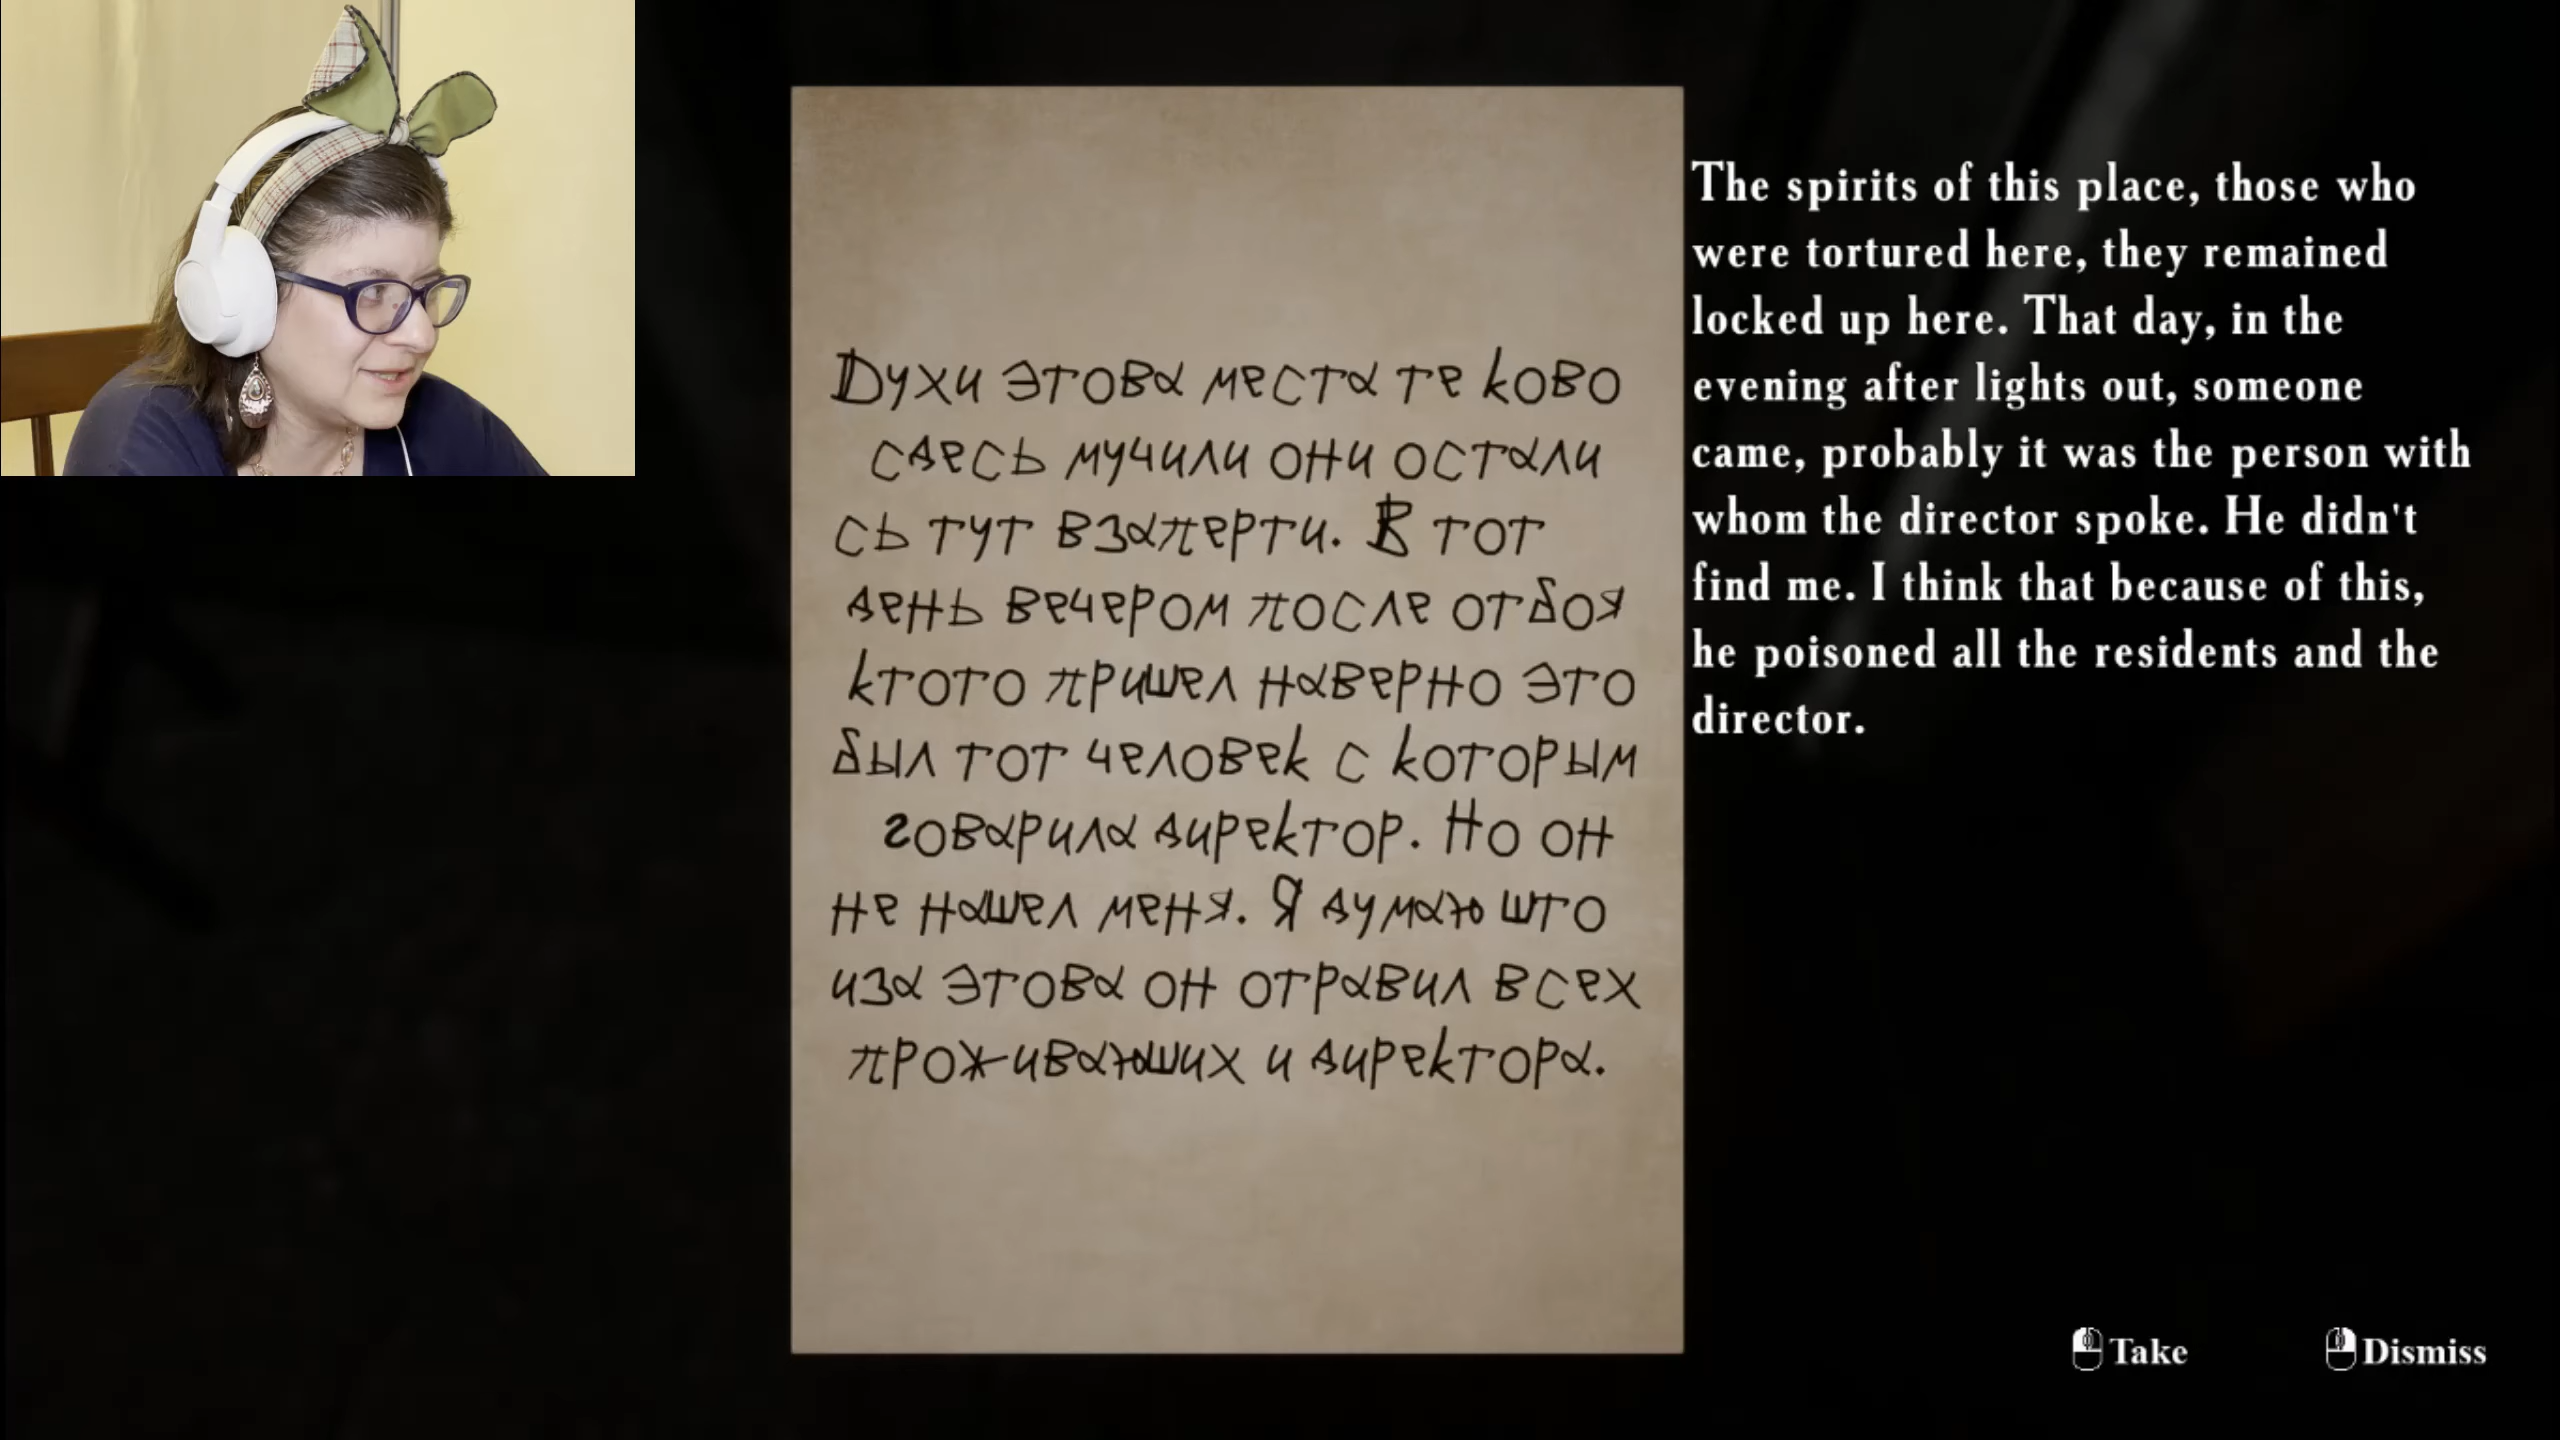 Духи этова места те ково
сдесь мучили они остали
сь тут взаперти. В тот
день вечером после отбоя
ктото пришел наверно это
был тот человек с которым
говарила директор. Но он
не нашел меня. Я думаю што
иза этова он отравил всех
проживаюших и директора.
The spirits of this place, those who
were tortured here, they remained
locked up here. That day, in the
evening after lights out, someone
came, probably it was the person with
whom the director spoke. He didn't
find me. I think that because of this,
he poisoned all the residents and the
director.
Take Dismiss